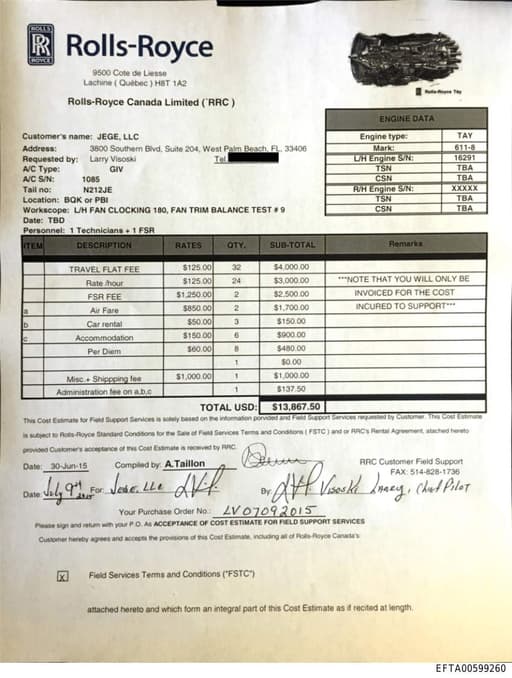 ROLLS
RR
ROYCE
Rolls-Royce
9500 Cote de Liesse
Lachine ( Québec ) H8T 1A2
Rolls-Royce Canada Limited (`RRC )
Rolls-Royce Tay
Customer's name: JEGE, LLC
Address: 3800 Southern Blvd, Suite 204, West Palm Beach, FL, 33406
Requested by: Larry Visoski Tel
A/C Type: GIV
A/C S/N: 1085
Tail no: N212JE
Location: BQK or PBI
Workscope: L/H FAN CLOCKING 180, FAN TRIM BALANCE TEST # 9
Date: TBD
Personnel: 1 Technicians + 1 FSR
ENGINE DATA
Engine type: TAY
Mark: 611-8
L/H Engine S/N: 16291
TSN TBA
CSN TBA
R/H Engine S/N: XXXXX
TSN TBA
CSN TBA
ITEM DESCRIPTION RATES QTY. SUB-TOTAL Remarks
TRAVEL FLAT FEE $125.00 32 $4,000.00
Rate /hour $125.00 24 $3,000.00 ***NOTE THAT YOU WILL ONLY BE
FSR FEE $1,250.00 2 $2,500.00 INVOICED FOR THE COST
a Air Fare $850.00 2 $1,700.00 INCURED TO SUPPORT***
b Car rental $50.00 3 $150.00
c Accommodation $150.00 6 $900.00
Per Diem $60.00 8 $480.00
1 $0.00
Misc.+ Shippping fee $1,000.00 1 $1,000.00
Administration fee on a,b,c 1 $137.50
TOTAL USD: $13,867.50
This Cost Estimate for Field Support Services is solely based on the information porvided and Field Support Services requested by Customer. This Cost Estimate
is subject to Rolls-Royce Standard Conditions for the Sale of Field Services Terms and Conditions ( FSTC ) and or RRC's Rental Agreement, attached hereto
provided Customer's acceptance of this Cost Estimate is received by RRC.
Date: 30-Jun-15 Compiled by: A.Taillon RRC Customer Field Support
FAX: 514-828-1736
Date: July 9th 2015 For: Jege, LLC By: Visoski Larry, Chief Pilot
Your Purchase Order No.: LV07092015
Please sign and return with your P.O. As ACCEPTANCE OF COST ESTIMATE FOR FIELD SUPPORT SERVICES
Customer hereby agrees and accepts the provisions of this Cost Estimate, including all of Rolls-Royce Canada's:
x Field Services Terms and Conditions ("FSTC")
attached hereto and which form an integral part of this Cost Estimate as if recited at length.
EFTA00599260